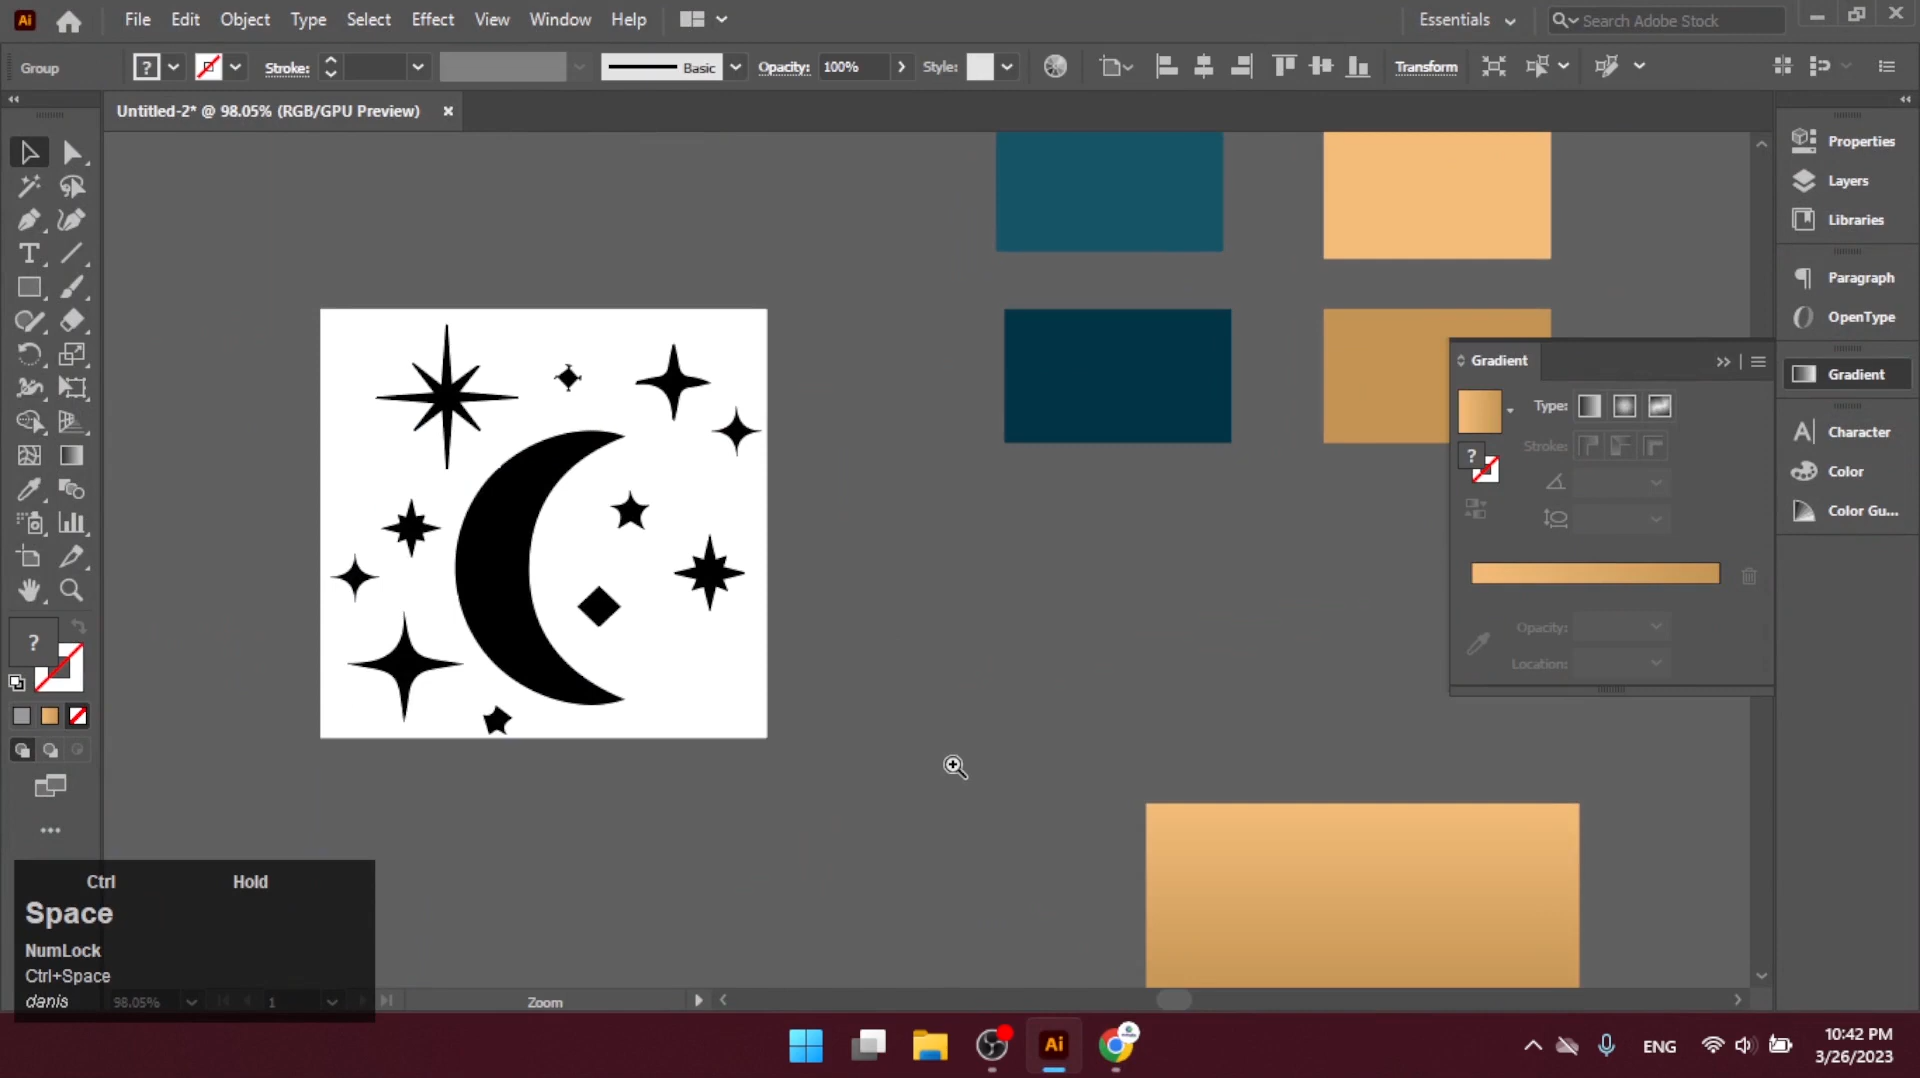 Ai File Edit Object Type Select Effect View Window Help Essentials Search Adobe Stock
Group ? Stroke: Basic Opacity: 100% Style: Transform
Untitled-2* @ 98.05% (RGB/GPU Preview)
Properties
Layers
Libraries
Paragraph
OpenType
Gradient
Character
Color
Color Gu...
Gradient
Type:
Stroke:
?
Opacity:
Location:
T
?
Ctrl Hold
Space
NumLock
Ctrl+Space
danis
98.05% 1 Zoom
Ai
ENG
10:42 PM
3/26/2023